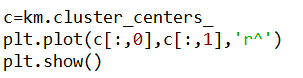 c=km.cluster_centers_
plt.plot(c[:,0],c[:,1],'r^')
plt.show()